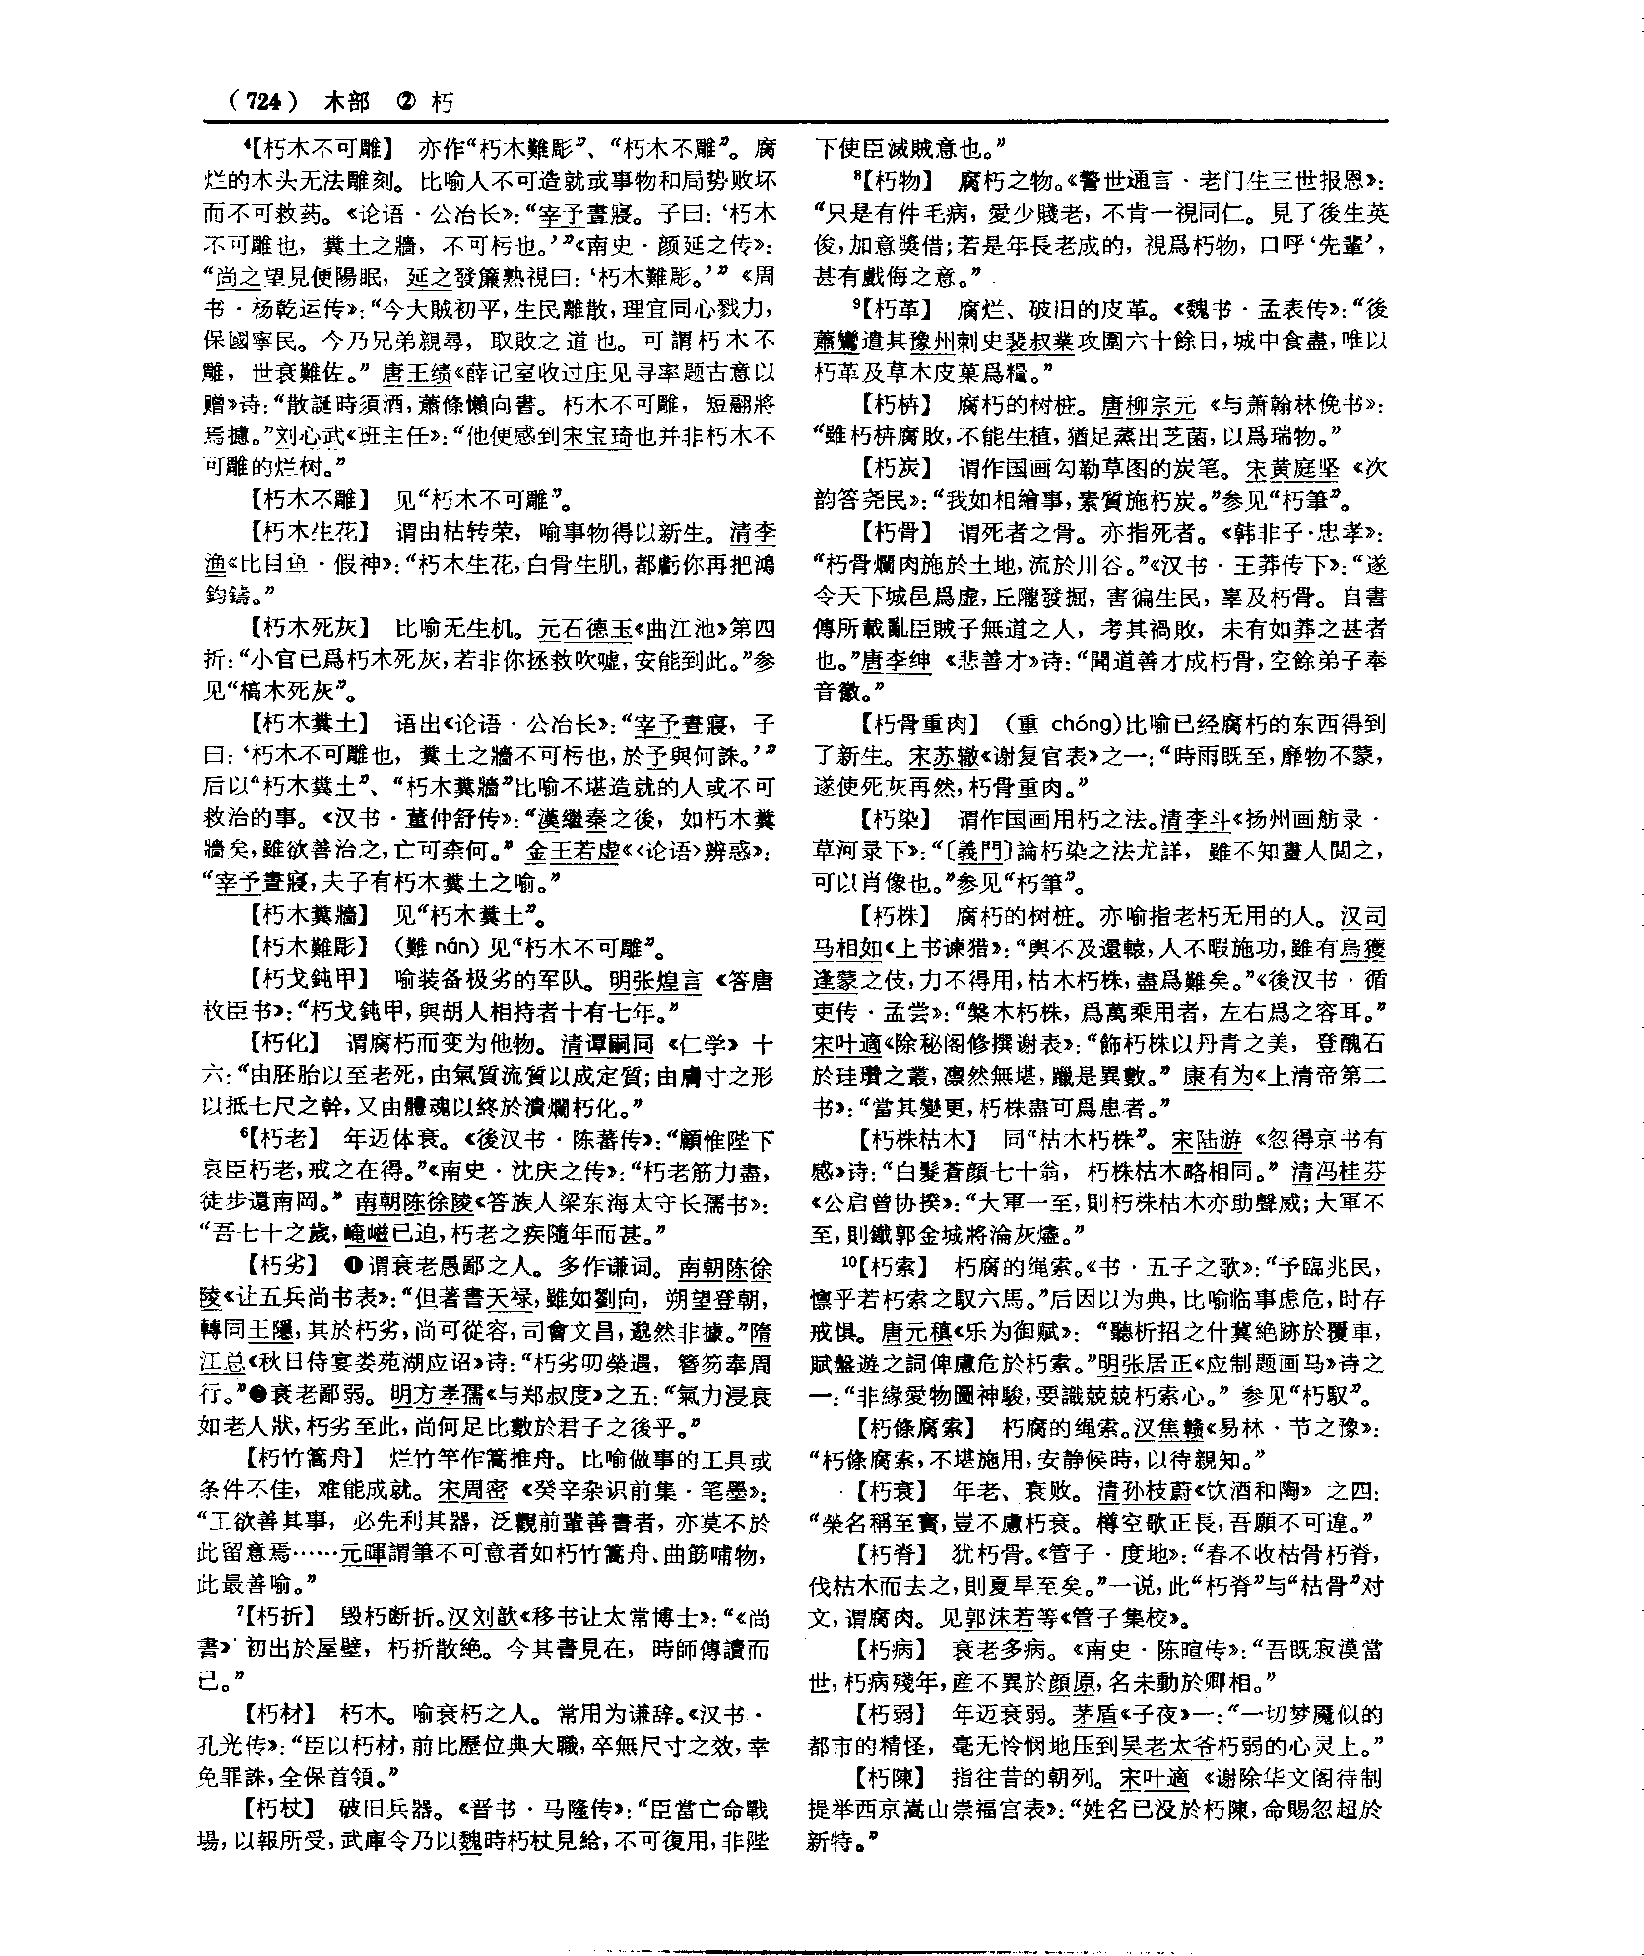 （724） 木部 ② 朽
⁴【朽木不可雕】 亦作“朽木難彫”、“朽木不雕”。腐
烂的木头无法雕刻。比喻人不可造就或事物和局势败坏
而不可救药。《论语·公冶长》：“宰予晝寢。子曰：‘朽木
不可雕也，糞土之牆，不可杇也。’”《南史·颜延之传》：
“尚之望見便陽眠，延之發簾熟視曰：‘朽木難彫。’”《周
书·杨乾运传》：“今大賊初平，生民離散，理宜同心戮力，
保國寧民。今乃兄弟親尋，取敗之道也。可謂朽木不
雕，世衰難佐。”唐王绩《薛记室收过庄见寻率题古意以
赠》诗：“散誕時須酒，蕭條懶向書。朽木不可雕，短翮將
焉攄。”刘心武《班主任》：“他便感到宋宝琦也并非朽木不
可雕的烂树。”
【朽木不雕】 见“朽木不可雕”。
【朽木生花】 谓由枯转荣，喻事物得以新生。清李
渔《比目鱼·假神》：“朽木生花，白骨生肌，都虧你再把鴻
鈞鑄。”
【朽木死灰】 比喻无生机。元石德玉《曲江池》第四
折：“小官已爲朽木死灰，若非你拯救吹噓，安能到此。”参
见“槁木死灰”。
【朽木糞土】 语出《论语·公冶长》：“宰予晝寢，子
曰：‘朽木不可雕也，糞土之牆不可杇也，於予與何誅。’”
后以“朽木糞土”、“朽木糞牆”比喻不堪造就的人或不可
救治的事。《汉书·董仲舒传》：“漢繼秦之後，如朽木糞
牆矣，雖欲善治之，亡可柰何。”金王若虚《〈论语〉辨惑》：
“宰予晝寢，夫子有朽木糞土之喻。”
【朽木糞牆】 见“朽木糞土”。
【朽木難彫】 （難 nán）见“朽木不可雕”。
【朽戈鈍甲】 喻装备极劣的军队。明张煌言《答唐
枚臣书》：“朽戈鈍甲，與胡人相持者十有七年。”
【朽化】 谓腐朽而变为他物。清谭嗣同《仁学》十
六：“由胚胎以至老死，由氣質流質以成定質；由膚寸之形
以抵七尺之幹，又由體魂以終於潰爛朽化。”
⁶【朽老】 年迈体衰。《後汉书·陈蕃传》：“顧惟陛下
哀臣朽老，戒之在得。”《南史·沈庆之传》：“朽老筋力盡，
徒步還南岡。”南朝陈徐陵《答族人梁东海太守长孺书》：
“吾七十之歲，崦嵫已迫，朽老之疾隨年而甚。”
【朽劣】 ❶谓衰老愚鄙之人。多作谦词。南朝陈徐
陵《让五兵尚书表》：“但著書天禄，雖如劉向，朔望登朝，
轉同王隱，其於朽劣，尚可從容，司會文昌，邈然非據。”隋
江总《秋日侍宴娄苑湖应诏》诗：“朽劣叨榮遇，簪笏奉周
行。”❷衰老鄙弱。明方孝孺《与郑叔度》之五：“氣力浸衰
如老人狀，朽劣至此，尚何足比數於君子之後乎。”
【朽竹篙舟】 烂竹竿作篙推舟。比喻做事的工具或
条件不佳，难能成就。宋周密《癸辛杂识前集·笔墨》：
“工欲善其事，必先利其器，泛觀前輩善書者，亦莫不於
此留意焉……元暉謂筆不可意者如朽竹篙舟、曲筯哺物，
此最善喻。”
⁷【朽折】 毁朽断折。汉刘歆《移书让太常博士》：“《尚
書》初出於屋壁，朽折散絶。今其書見在，時師傳讀而
已。”
【朽材】 朽木。喻衰朽之人。常用为谦辞。《汉书·
孔光传》：“臣以朽材，前比歷位典大職，卒無尺寸之效，幸
免罪誅，全保首領。”
【朽杖】 破旧兵器。《晋书·马隆传》：“臣當亡命戰
場，以報所受，武庫令乃以魏時朽杖見給，不可復用，非陛
下使臣滅賊意也。”
⁸【朽物】 腐朽之物。《警世通言·老门生三世报恩》：
“只是有件毛病，愛少賤老，不肯一視同仁。見了後生英
俊，加意獎借；若是年長老成的，視爲朽物，口呼‘先輩’，
甚有戲侮之意。”
⁹【朽革】 腐烂、破旧的皮革。《魏书·孟表传》：“後
蕭鸞遣其豫州刺史裴叔業攻圍六十餘日，城中食盡，唯以
朽革及草木皮葉爲糧。”
【朽枿】 腐朽的树桩。唐柳宗元《与萧翰林俛书》：
“雖朽枿腐敗，不能生植，猶足蒸出芝菌，以爲瑞物。”
【朽炭】 谓作国画勾勒草图的炭笔。宋黄庭坚《次
韵答尧民》：“我如相繪事，素質施朽炭。”参见“朽筆”。
【朽骨】 谓死者之骨。亦指死者。《韩非子·忠孝》：
“朽骨爛肉施於土地，流於川谷。”《汉书·王莽传下》：“遂
令天下城邑爲虚，丘隴發掘，害徧生民，辜及朽骨。自書
傳所載亂臣賊子無道之人，考其禍敗，未有如莽之甚者
也。”唐李绅《悲善才》诗：“聞道善才成朽骨，空餘弟子奉
音徽。”
【朽骨重肉】 （重 chóng）比喻已经腐朽的东西得到
了新生。宋苏辙《谢复官表》之一：“時雨既至，靡物不蒙，
遂使死灰再然，朽骨重肉。”
【朽染】 谓作国画用朽之法。清李斗《扬州画舫录·
草河录下》：“〔義門〕論朽染之法尤詳，雖不知畫人閲之，
可以肖像也。”参见“朽筆”。
【朽株】 腐朽的树桩。亦喻指老朽无用的人。汉司
马相如《上书谏猎》：“輿不及還轅，人不暇施功，雖有烏獲
逢蒙之伎，力不得用，枯木朽株，盡爲難矣。”《後汉书·循
吏传·孟尝》：“槃木朽株，爲萬乘用者，左右爲之容耳。”
宋叶適《除秘阁修撰谢表》：“飾朽株以丹青之美，登醜石
於珪瓚之叢，凛然無堪，躐是異數。”康有为《上清帝第二
书》：“當其變更，朽株盡可爲患者。”
【朽株枯木】 同“枯木朽株”。宋陆游《忽得京书有
感》诗：“白髮蒼顔七十翁，朽株枯木略相同。”清冯桂芬
《公启曾协揆》：“大軍一至，則朽株枯木亦助聲威；大軍不
至，則鐵郭金城將淪灰燼。”
¹⁰【朽索】 朽腐的绳索。《书·五子之歌》：“予臨兆民，
懔乎若朽索之馭六馬。”后因以为典，比喻临事虑危，时存
戒惧。唐元稹《乐为御赋》：“聽析招之什冀絶跡於覆車，
賦盤遊之詞俾慮危於朽索。”明张居正《应制题画马》诗之
一：“非緣愛物圖神駿，要識兢兢朽索心。”参见“朽馭”。
【朽條腐索】 朽腐的绳索。汉焦赣《易林·节之豫》：
“朽條腐索，不堪施用，安静候時，以待親知。”
【朽衰】 年老、衰败。清孙枝蔚《饮酒和陶》之四：
“榮名稱至寶，豈不慮朽衰。樽空歌正長，吾願不可違。”
【朽脊】 犹朽骨。《管子·度地》：“春不收枯骨朽脊，
伐枯木而去之，則夏旱至矣。”一说，此“朽脊”与“枯骨”对
文，谓腐肉。见郭沫若等《管子集校》。
【朽病】 衰老多病。《南史·陈暄传》：“吾既寂漠當
世，朽病殘年，産不異於顔原，名未動於卿相。”
【朽弱】 年迈衰弱。茅盾《子夜》一：“一切梦魇似的
都市的精怪，毫无怜悯地压到吴老太爷朽弱的心灵上。”
【朽陳】 指往昔的朝列。宋叶適《谢除华文阁待制
提举西京嵩山崇福宫表》：“姓名已没於朽陳，命賜忽超於
新特。”